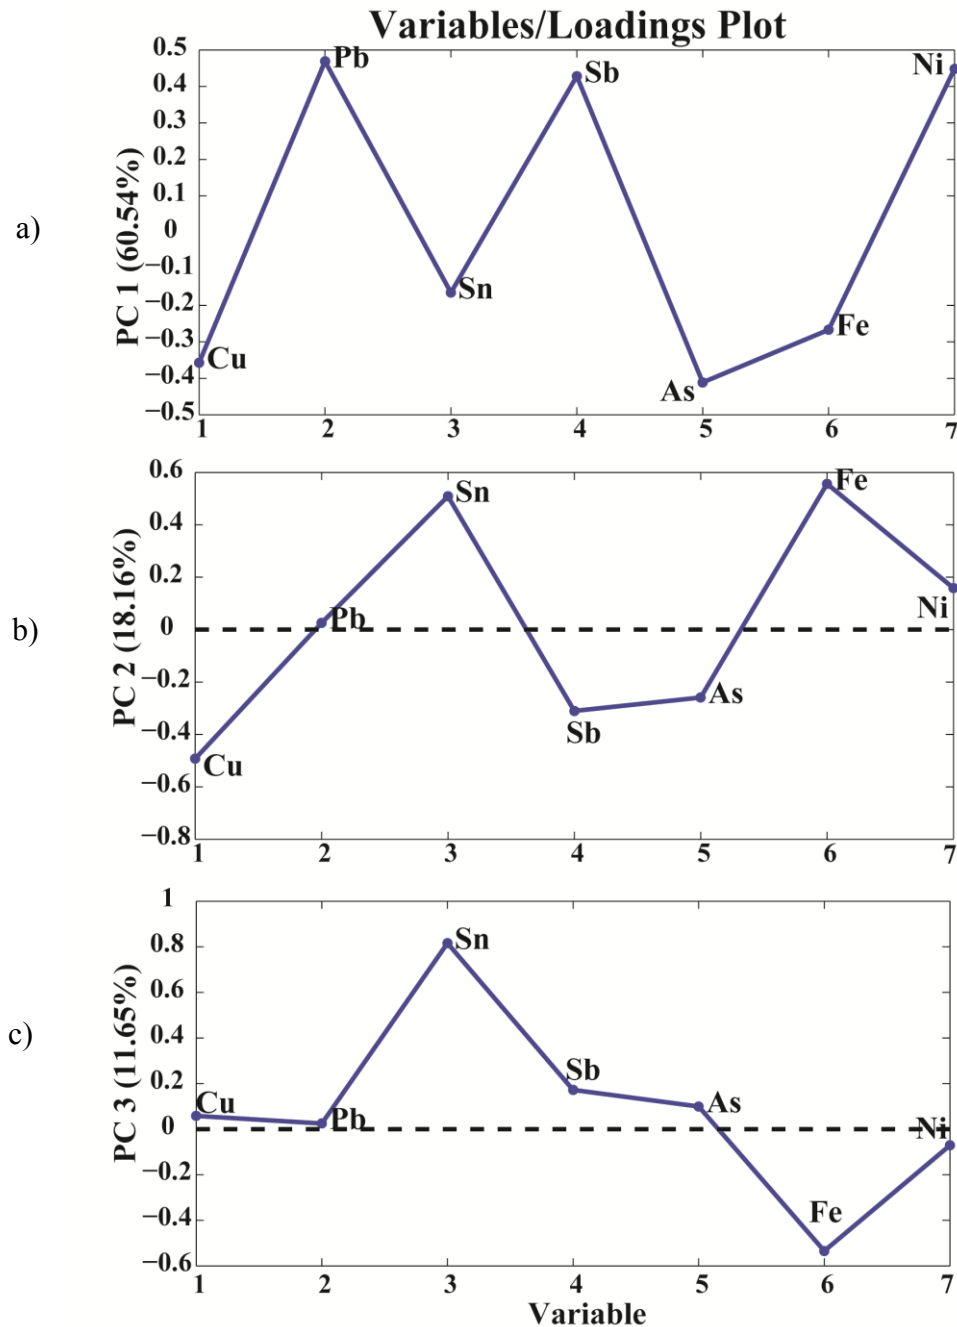 Variables/Loadings Plot
a)
PC 1 (60.54%)
0.5
0.4
0.3
0.2
0.1
0
−0.1
−0.2
−0.3
−0.4
−0.5
Cu
Pb
Sn
Sb
As
Fe
Ni
1 2 3 4 5 6 7
b)
PC 2 (18.16%)
0.6
0.4
0.2
0
−0.2
−0.4
−0.6
−0.8
Cu
Pb
Sn
Sb
As
Fe
Ni
1 2 3 4 5 6 7
c)
PC 3 (11.65%)
1
0.8
0.6
0.4
0.2
0
−0.2
−0.4
−0.6
Cu
Pb
Sn
Sb
As
Fe
Ni
1 2 3 4 5 6 7
Variable